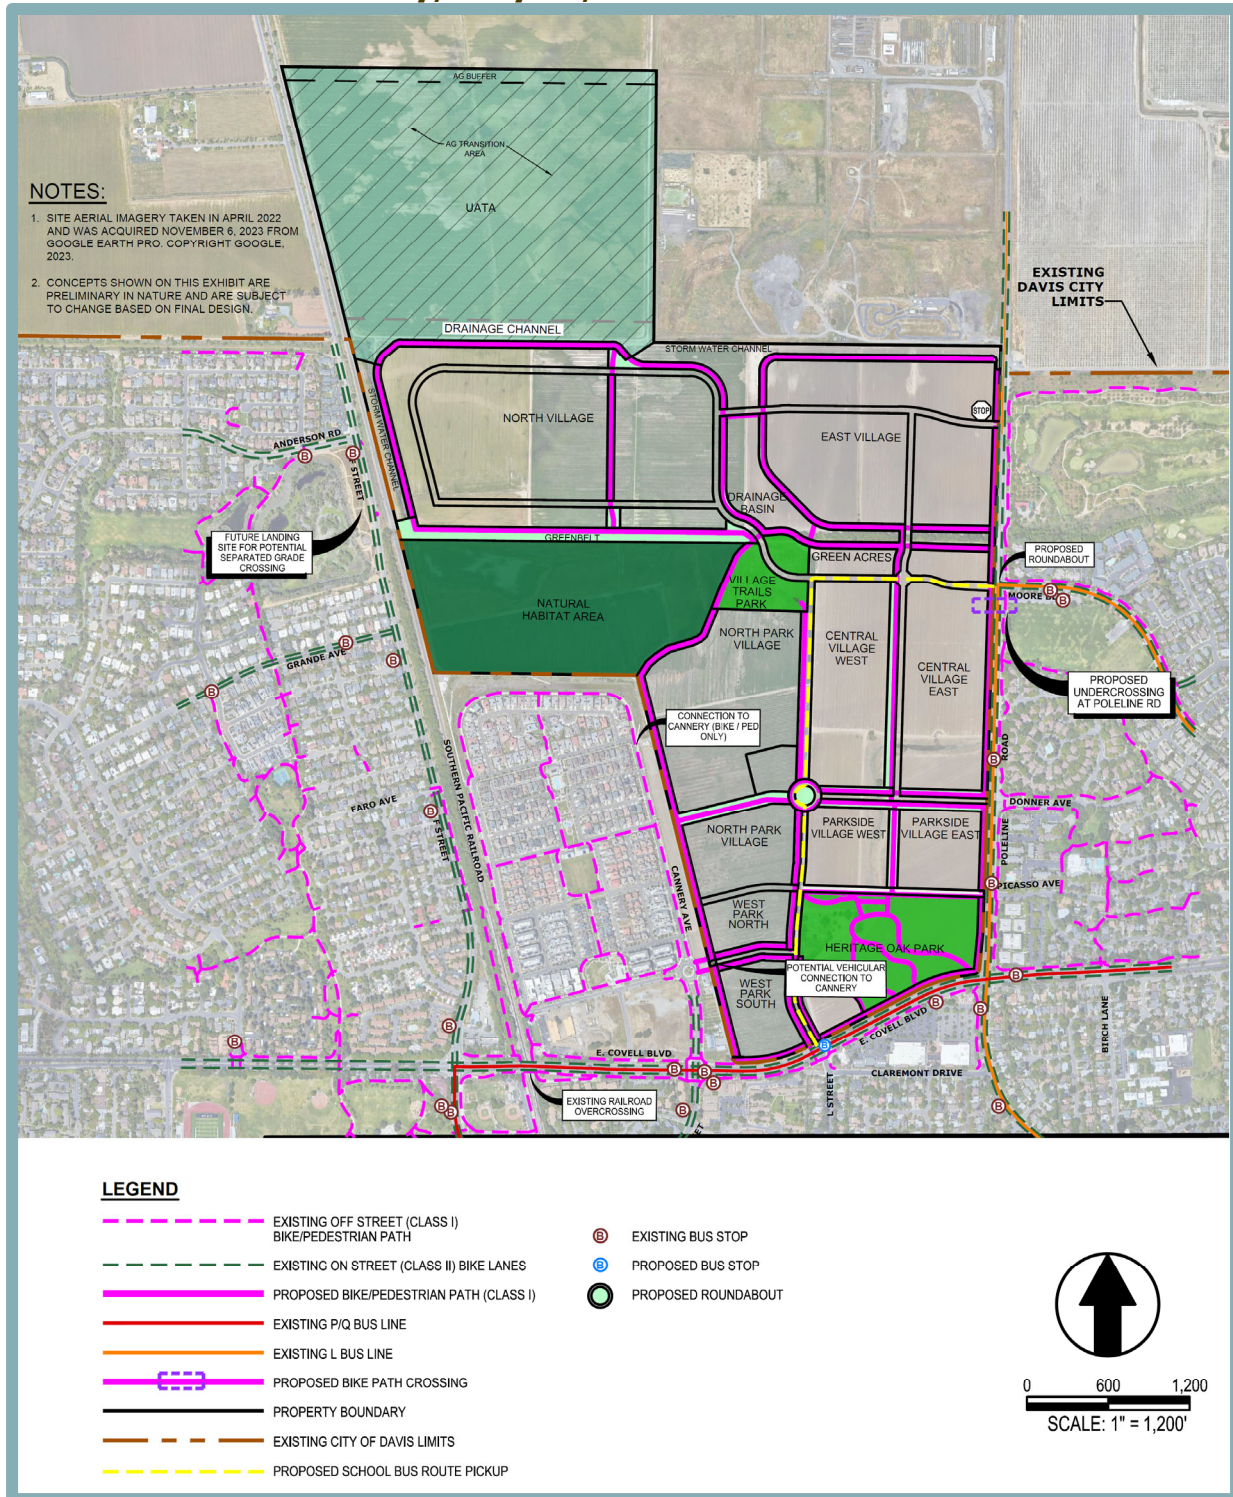 AG BUFFER
AG TRANSITION
AREA
UATA
NOTES:
1. SITE AERIAL IMAGERY TAKEN IN APRIL 2022
AND WAS ACQUIRED NOVEMBER 6, 2023 FROM
GOOGLE EARTH PRO. COPYRIGHT GOOGLE,
2023.
2. CONCEPTS SHOWN ON THIS EXHIBIT ARE
PRELIMINARY IN NATURE AND ARE SUBJECT
TO CHANGE BASED ON FINAL DESIGN.
EXISTING
DAVIS CITY
LIMITS
DRAINAGE CHANNEL
STORM WATER CHANNEL
STORM WATER CHANNEL
NORTH VILLAGE
EAST VILLAGE
STOP
ANDERSON RD
F STREET
DRAINAGE
BASIN
FUTURE LANDING
SITE FOR POTENTIAL
SEPARATED GRADE
CROSSING
GREENBELT
GREEN ACRES
PROPOSED
ROUNDABOUT
MOORE
NATURAL
HABITAT AREA
VILLAGE
TRAILS
PARK
NORTH PARK
VILLAGE
CENTRAL
VILLAGE
WEST
CENTRAL
VILLAGE
EAST
PROPOSED
UNDERCROSSING
AT POLELINE RD
GRANDE AVE
CONNECTION TO
CANNERY (BIKE / PED
ONLY)
SOUTHERN PACIFIC RAILROAD
ROAD
POLELINE
FARO AVE
F STREET
DONNER AVE
NORTH PARK
VILLAGE
PARKSIDE
VILLAGE WEST
PARKSIDE
VILLAGE EAST
CANNERY AVE
PICASSO AVE
WEST
PARK
NORTH
HERITAGE OAK PARK
POTENTIAL VEHICULAR
CONNECTION TO
CANNERY
WEST
PARK
SOUTH
E. COVELL BLVD
E. COVELL BLVD
BIRCH LANE
CLAREMONT DRIVE
L STREET
EXISTING RAILROAD
OVERCROSSING
LEGEND
EXISTING OFF STREET (CLASS I)
BIKE/PEDESTRIAN PATH
EXISTING ON STREET (CLASS II) BIKE LANES
PROPOSED BIKE/PEDESTRIAN PATH (CLASS I)
EXISTING P/Q BUS LINE
EXISTING L BUS LINE
PROPOSED BIKE PATH CROSSING
PROPERTY BOUNDARY
EXISTING CITY OF DAVIS LIMITS
PROPOSED SCHOOL BUS ROUTE PICKUP
B EXISTING BUS STOP
B PROPOSED BUS STOP
PROPOSED ROUNDABOUT
0 600 1,200
SCALE: 1" = 1,200'